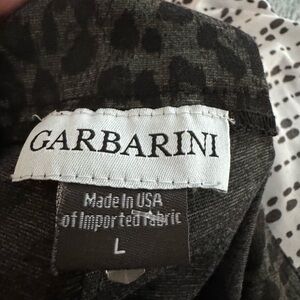 GARBARINI
Made In USA
of Imported Fabric
L